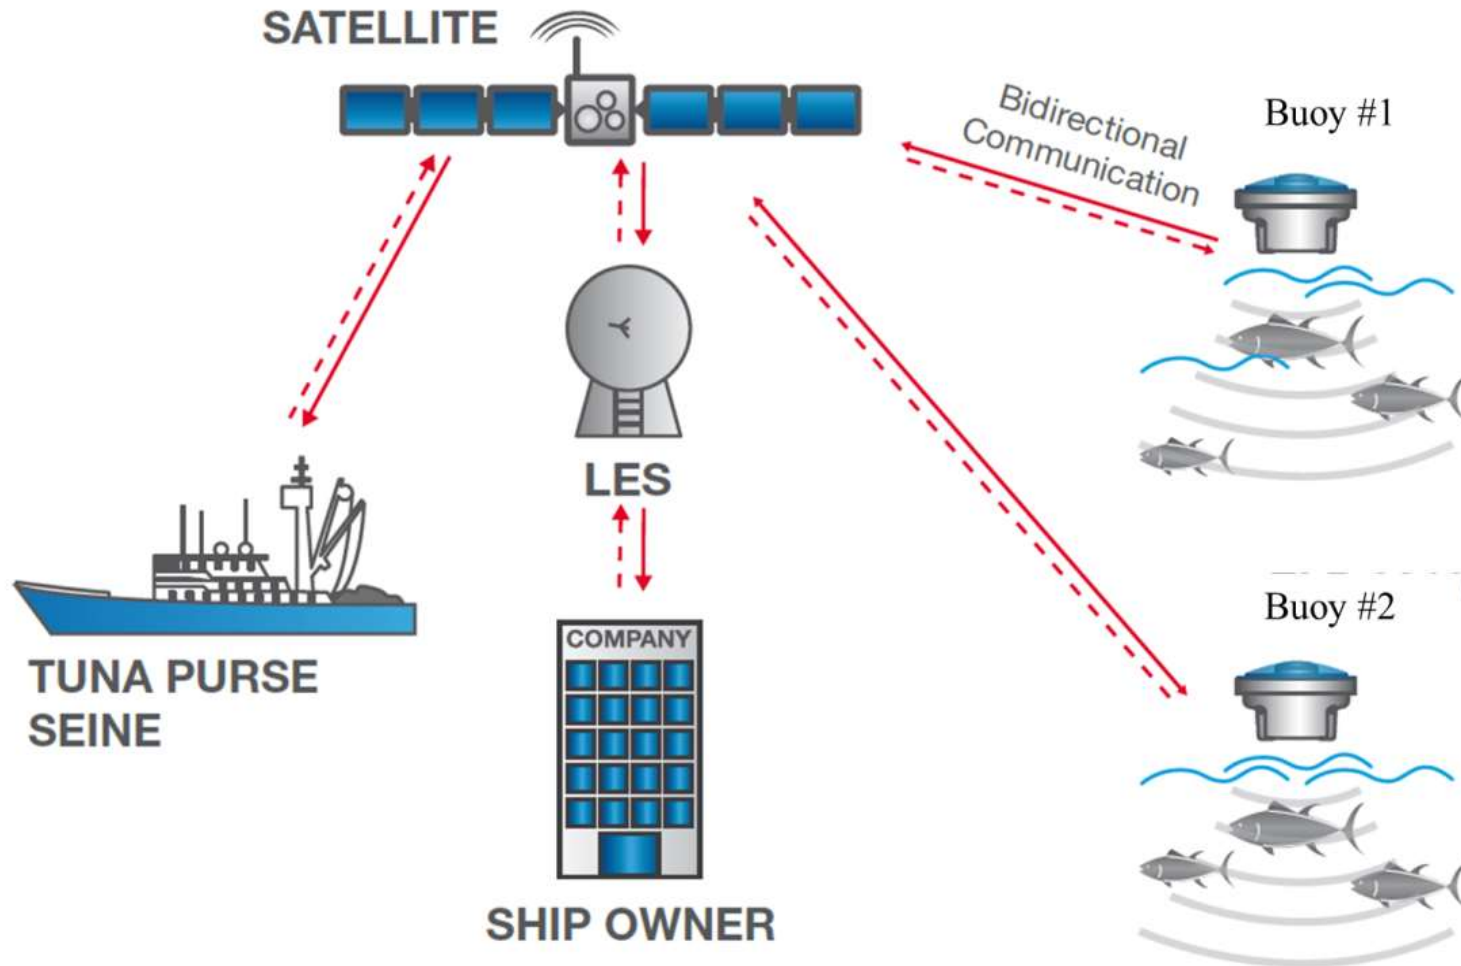 SATELLITE
Bidirectional
Communication
Buoy #1
LES
Buoy #2
COMPANY
TUNA PURSE
SEINE
SHIP OWNER